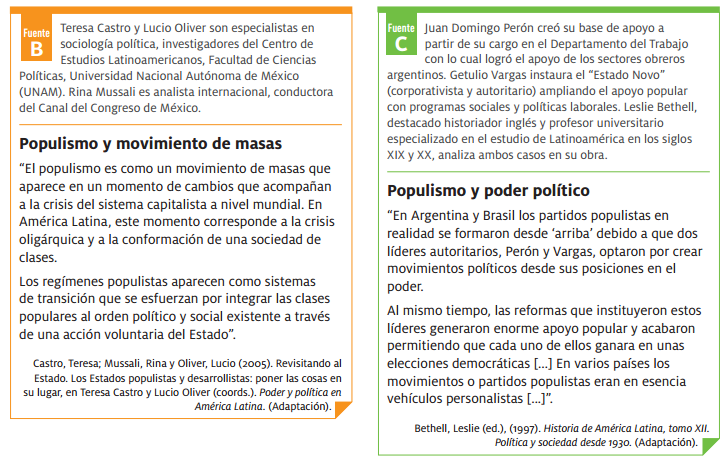 Fuente
B
Teresa Castro y Lucio Oliver son especialistas en
sociología política, investigadores del Centro de
Estudios Latinoamericanos, Facultad de Ciencias
Políticas, Universidad Nacional Autónoma de México
(UNAM). Rina Mussali es analista internacional, conductora
del Canal del Congreso de México.
Populismo y movimiento de masas
“El populismo es como un movimiento de masas que
aparece en un momento de cambios que acompañan
a la crisis del sistema capitalista a nivel mundial. En
América Latina, este momento corresponde a la crisis
oligárquica y a la conformación de una sociedad de
clases.
Los regímenes populistas aparecen como sistemas
de transición que se esfuerzan por integrar las clases
populares al orden político y social existente a través
de una acción voluntaria del Estado”.
Castro, Teresa; Mussali, Rina y Oliver, Lucio (2005). Revisitando al
Estado. Los Estados populistas y desarrollistas: poner las cosas en
su lugar, en Teresa Castro y Lucio Oliver (coords.). Poder y política en
América Latina. (Adaptación).
Fuente
C
Juan Domingo Perón creó su base de apoyo a
partir de su cargo en el Departamento del Trabajo
con lo cual logró el apoyo de los sectores obreros
argentinos. Getulio Vargas instaura el “Estado Novo”
(corporativista y autoritario) ampliando el apoyo popular
con programas sociales y políticas laborales. Leslie Bethell,
destacado historiador inglés y profesor universitario
especializado en el estudio de Latinoamérica en los siglos
XIX y XX, analiza ambos casos en su obra.
Populismo y poder político
“En Argentina y Brasil los partidos populistas en
realidad se formaron desde ‘arriba’ debido a que dos
líderes autoritarios, Perón y Vargas, optaron por crear
movimientos políticos desde sus posiciones en el
poder.
Al mismo tiempo, las reformas que instituyeron estos
líderes generaron enorme apoyo popular y acabaron
permitiendo que cada uno de ellos ganara en unas
elecciones democráticas [...] En varios países los
movimientos o partidos populistas eran en esencia
vehículos personalistas [...]”.
Bethell, Leslie (ed.), (1997). Historia de América Latina, tomo XII.
Política y sociedad desde 1930. (Adaptación).